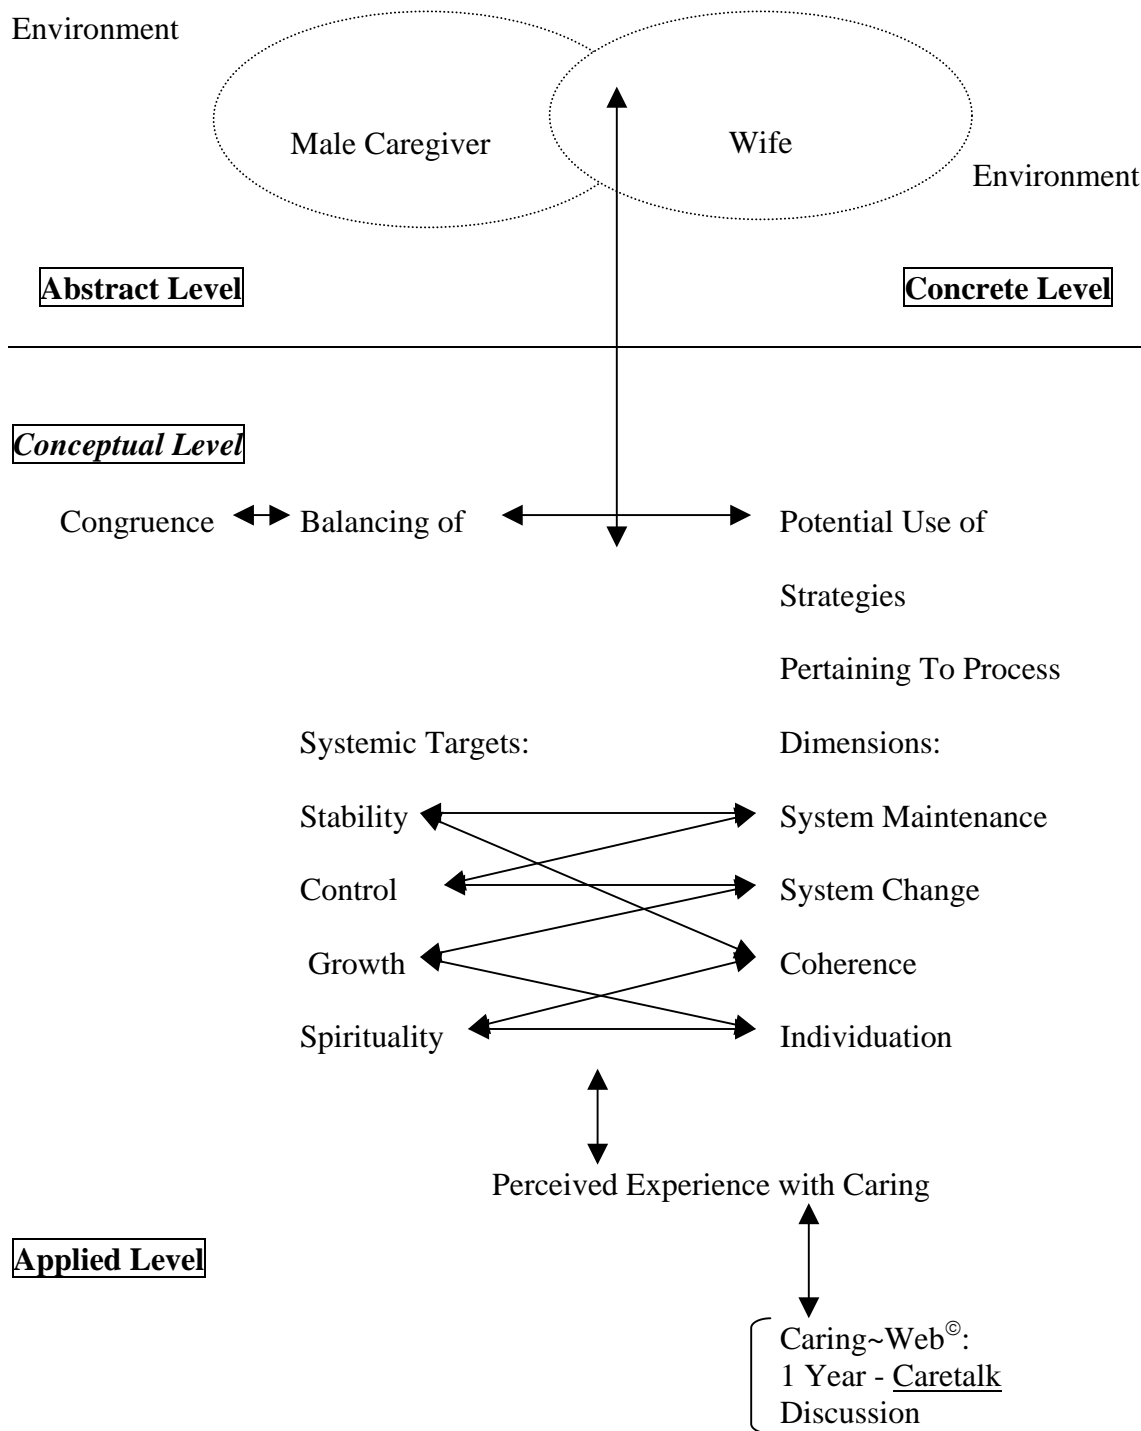 Environment
Male Caregiver
Wife
Environment
Abstract Level
Concrete Level
Conceptual Level
Congruence
Balancing of
Potential Use of
Strategies
Pertaining To Process
Systemic Targets:
Dimensions:
Stability
System Maintenance
Control
System Change
Growth
Coherence
Spirituality
Individuation
Perceived Experience with Caring
Applied Level
Caring~Web©:
1 Year - Caretalk
Discussion